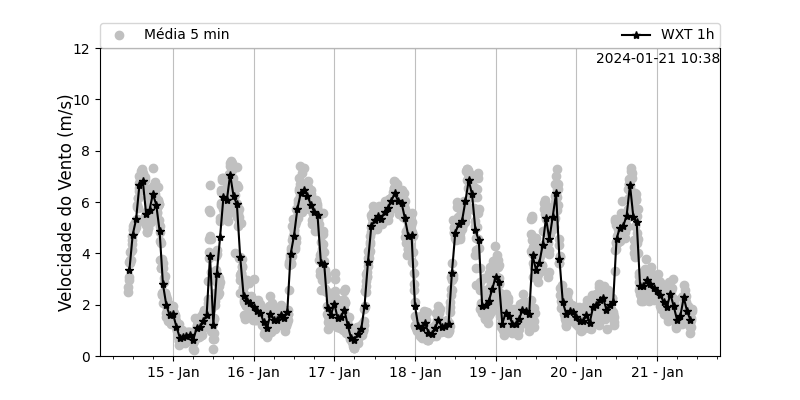 Média 5 min
WXT 1h
2024-01-21 10:38
Velocidade do Vento (m/s)
12
10
8
6
4
2
0
15 - Jan
16 - Jan
17 - Jan
18 - Jan
19 - Jan
20 - Jan
21 - Jan